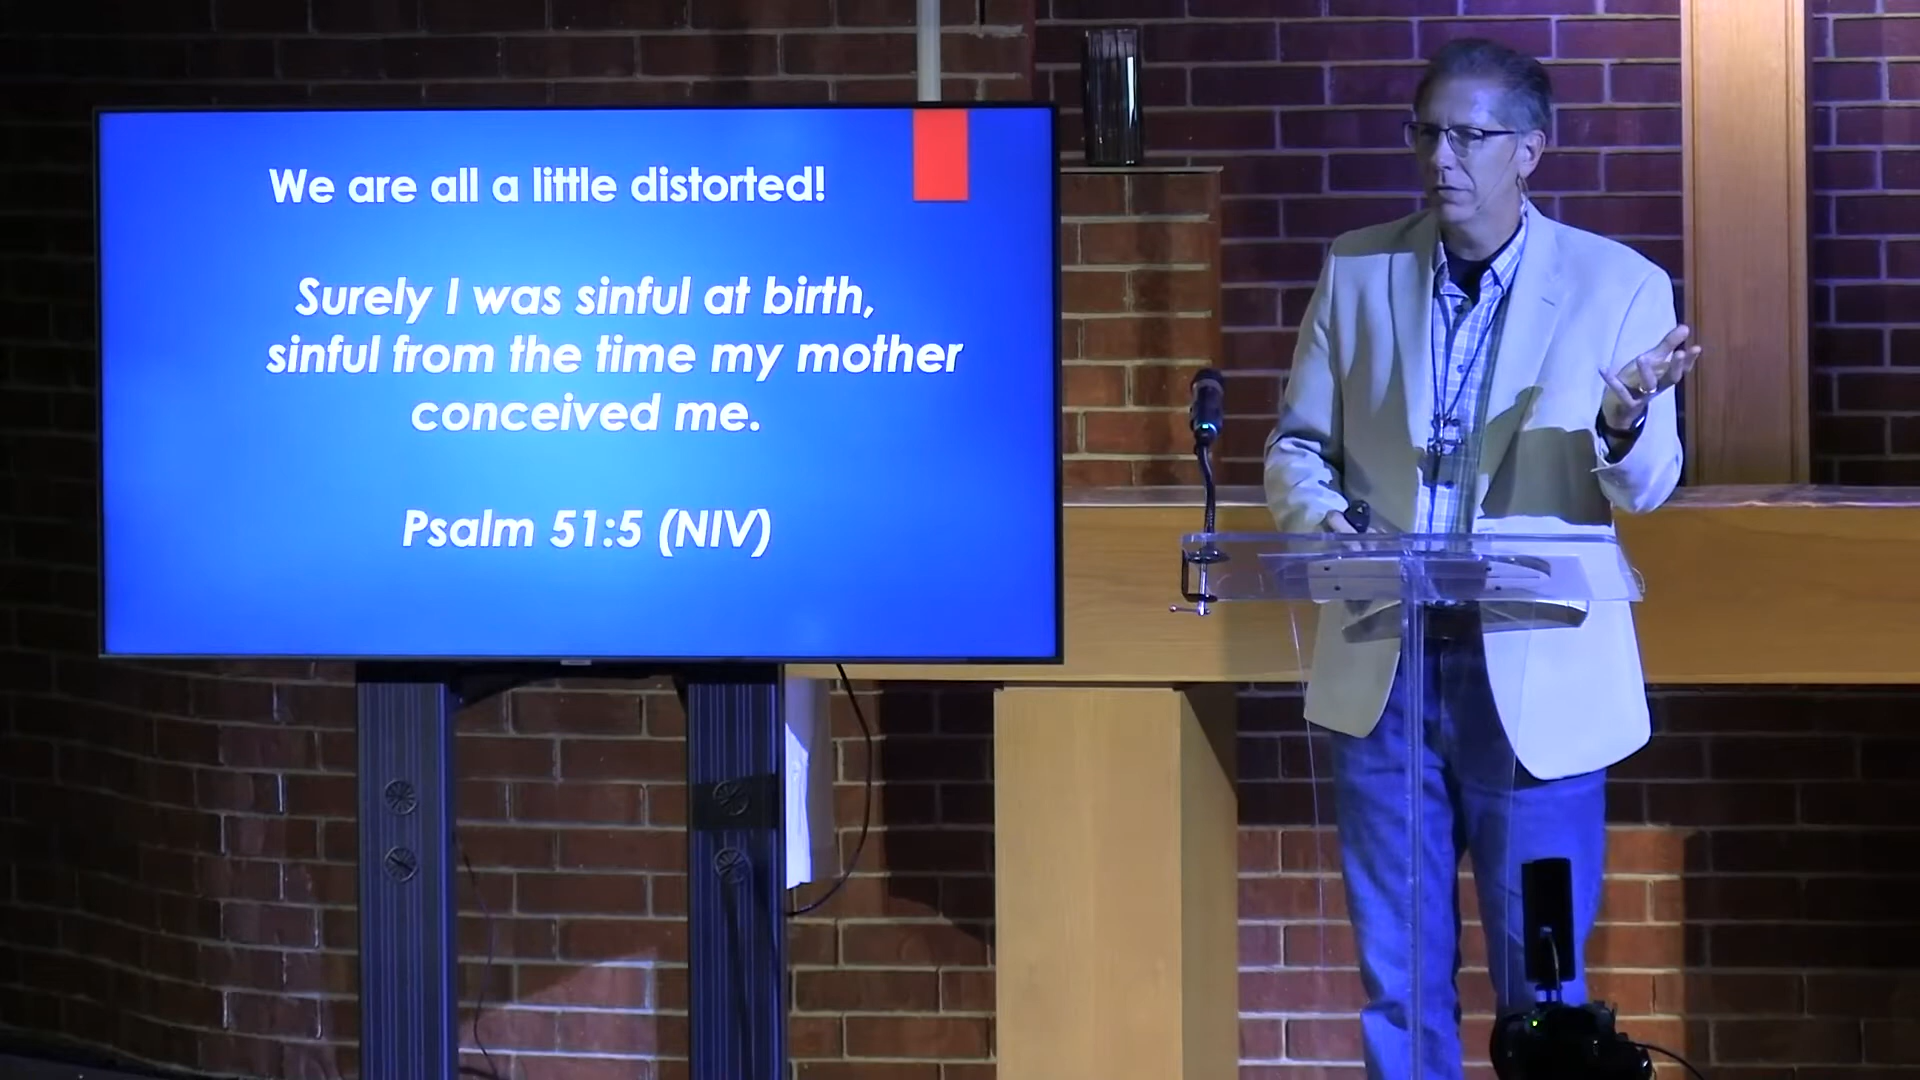 We are all a little distorted!
Surely I was sinful at birth,
sinful from the time my mother
conceived me.
Psalm 51:5 (NIV)